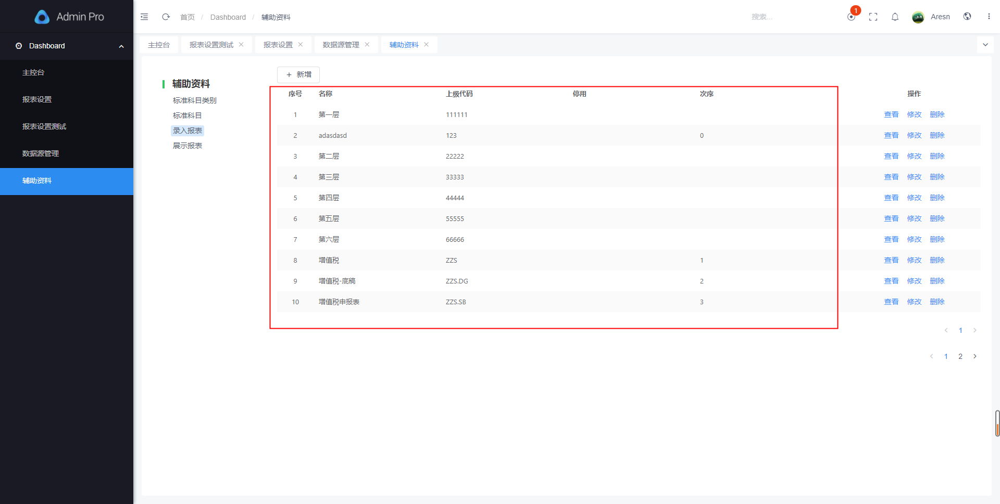 Admin Pro
首页 / Dashboard / 辅助资料
搜索...
1
Aresn
Dashboard
主控台
报表设置
报表设置测试
数据源管理
辅助资料
主控台 报表设置测试 报表设置 数据源管理 辅助资料
辅助资料
标准科目类别
标准科目
录入报表
展示报表
+ 新增
序号 名称 上级代码 停用 次序 操作
1 第一层 111111 查看 修改 删除
2 adasdasd 123 0 查看 修改 删除
3 第二层 22222 查看 修改 删除
4 第三层 33333 查看 修改 删除
5 第四层 44444 查看 修改 删除
6 第五层 55555 查看 修改 删除
7 第六层 66666 查看 修改 删除
8 增值税 ZZS 1 查看 修改 删除
9 增值税-底稿 ZZS.DG 2 查看 修改 删除
10 增值税申报表 ZZS.SB 3 查看 修改 删除
1
1 2